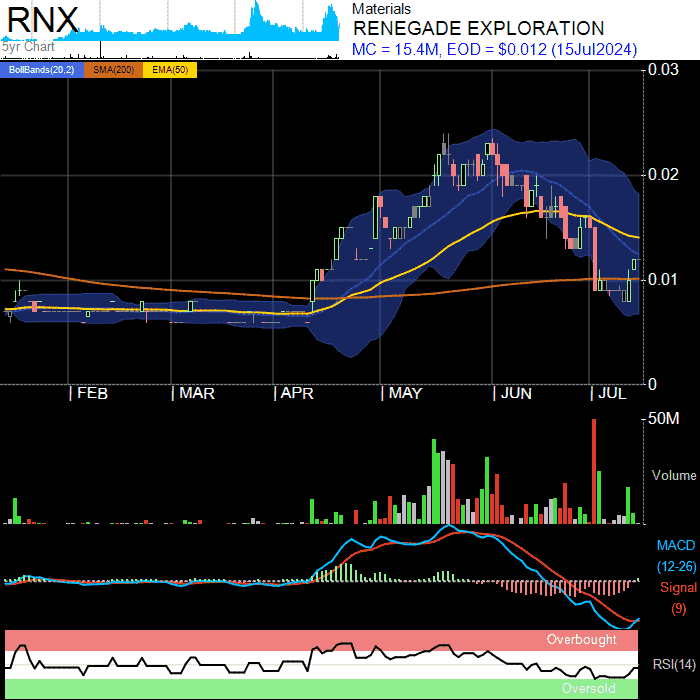 RNX
5yr Chart
Materials
RENEGADE EXPLORATION
MC = 15.4M, EOD = $0.012 (15Jul2024)
BollBands(20,2) SMA(200) EMA(50)
0.03
0.02
0.01
0
FEB MAR APR MAY JUN JUL
50M
Volume
MACD
(12-26)
Signal
(9)
Overbought
RSI(14)
Oversold